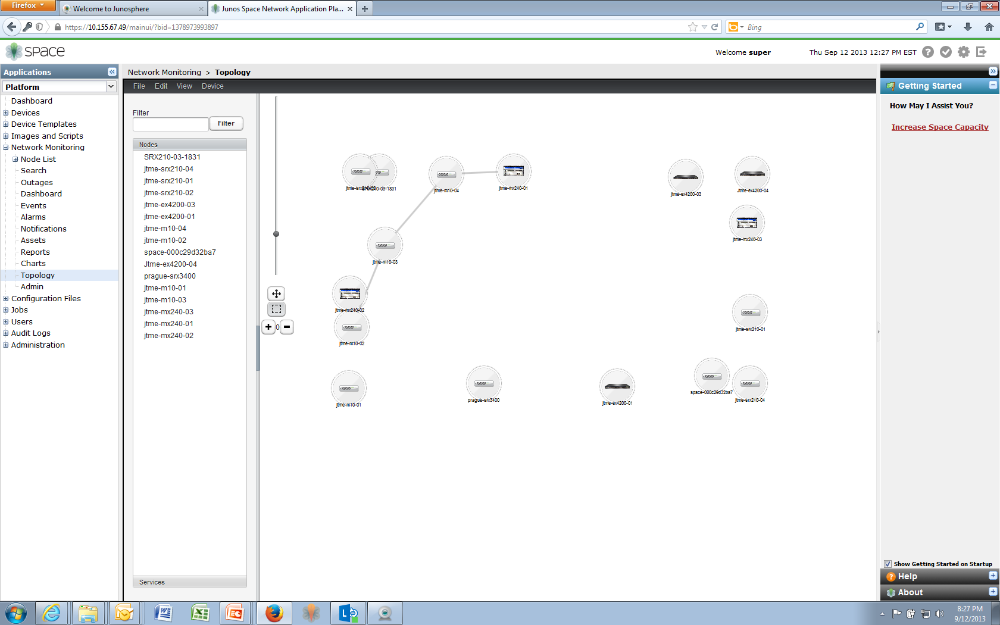 Firefox
Welcome to Junosphere
Junos Space Network Application Pla...
https://10.155.67.49/mainui/?bid=1378973993897
Bing
space
Welcome super
Thu Sep 12 2013 12:27 PM EST
Applications
Platform
Dashboard
Devices
Device Templates
Images and Scripts
Network Monitoring
Node List
Search
Outages
Dashboard
Events
Alarms
Notifications
Assets
Reports
Charts
Topology
Admin
Configuration Files
Jobs
Users
Audit Logs
Administration
Network Monitoring > Topology
File Edit View Device
Filter
Filter
Nodes
SRX210-03-1831
jtme-srx210-04
jtme-srx210-01
jtme-srx210-02
jtme-ex4200-03
jtme-ex4200-01
jtme-m10-04
jtme-m10-02
space-000c29d32ba7
Jtme-ex4200-04
prague-srx3400
jtme-m10-01
jtme-m10-03
jtme-mx240-03
jtme-mx240-01
jtme-mx240-02
Services
0
SRX210-03-1831
jtme-m10-04
jtme-mx240-01
jtme-ex4200-03
Jtme-ex4200-04
jtme-mx240-03
jtme-m10-03
jtme-mx240-02
jtme-m10-02
jtme-srx210-01
jtme-m10-01
prague-srx3400
jtme-ex4200-01
space-000c29d32ba7
jtme-srx210-04
Getting Started
How May I Assist You?
Increase Space Capacity
Show Getting Started on Startup
Help
About
8:27 PM
9/12/2013